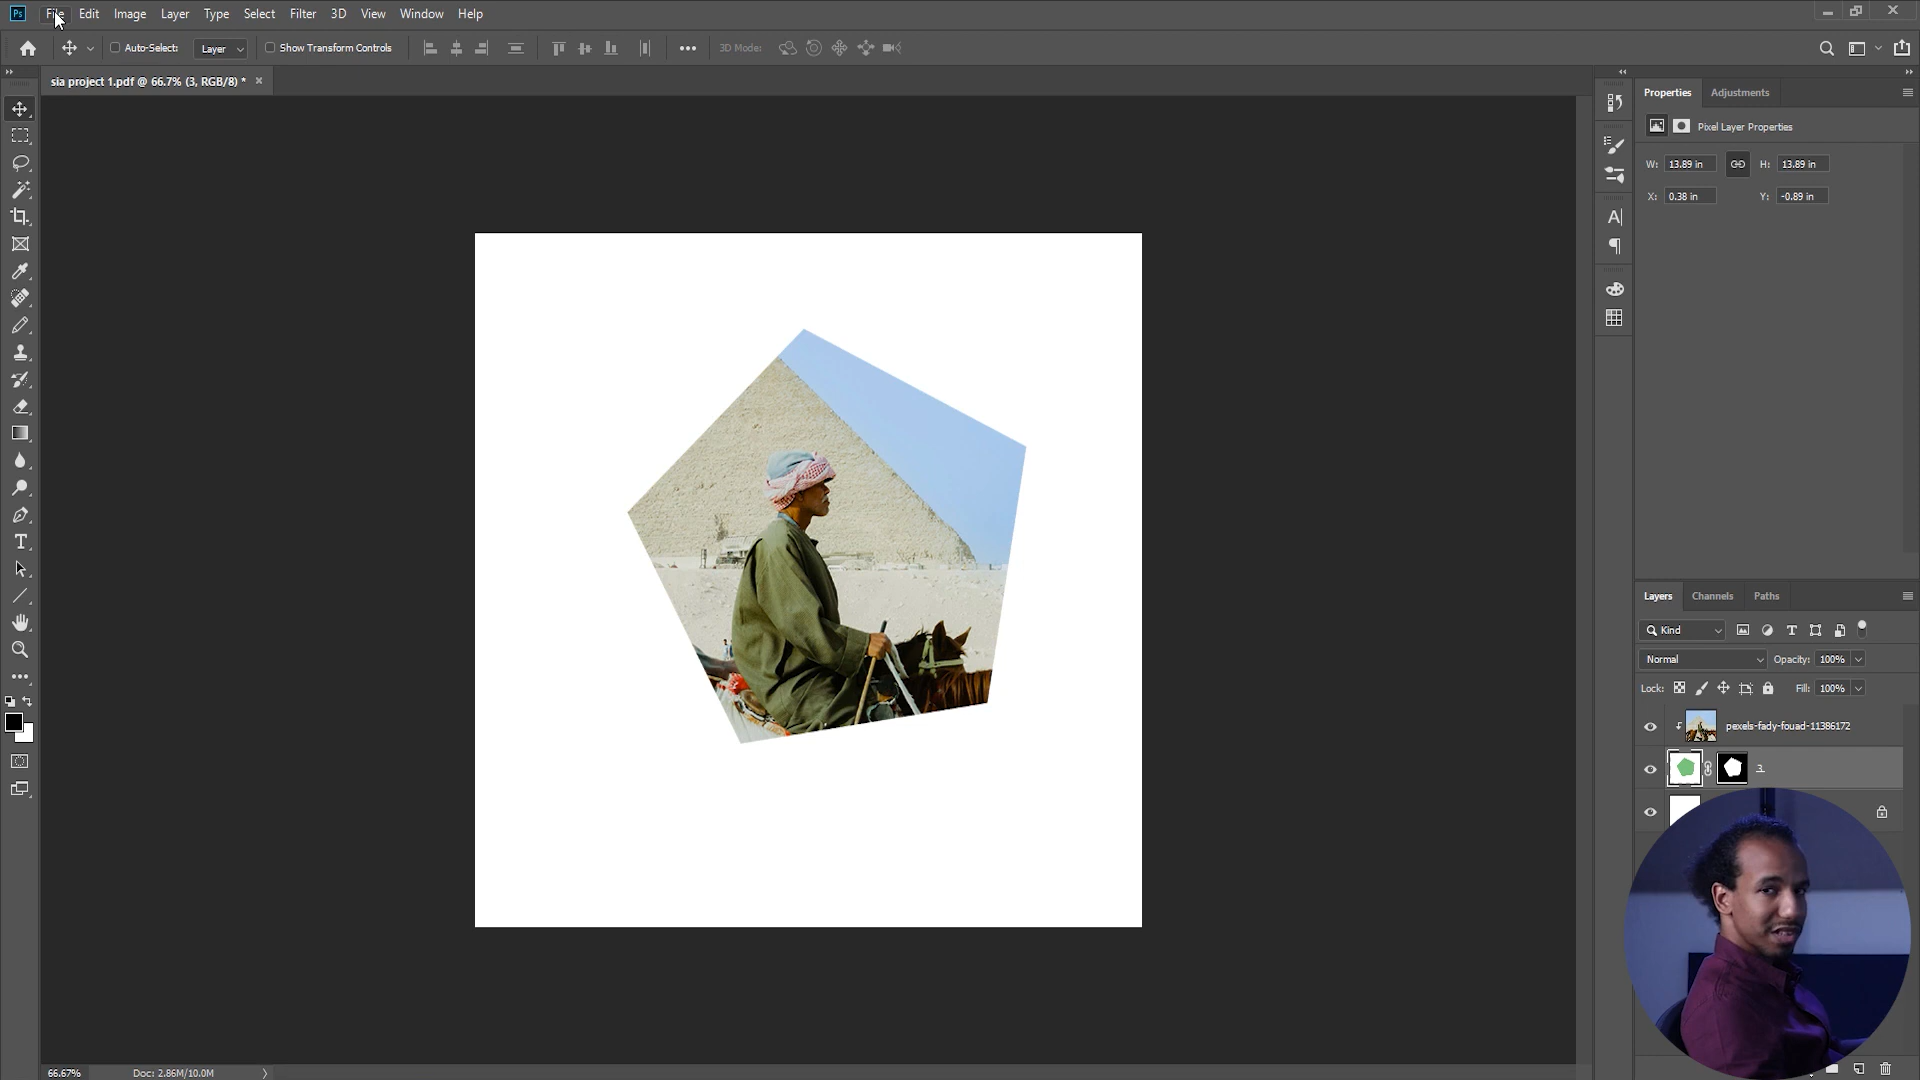 Ps File Edit Image Layer Type Select Filter 3D View Window Help
Auto-Select: Layer Show Transform Controls 3D Mode:
sia project 1.pdf @ 66.7% (3, RGB/8) *
Properties Adjustments
Pixel Layer Properties
W: 13.89 in H: 13.89 in
X: 0.38 in Y: -0.89 in
Layers Channels Paths
Kind
Normal Opacity: 100%
Lock: Fill: 100%
pexels-fady-fouad-11386172
3
66.67% Doc: 2.86M/10.0M